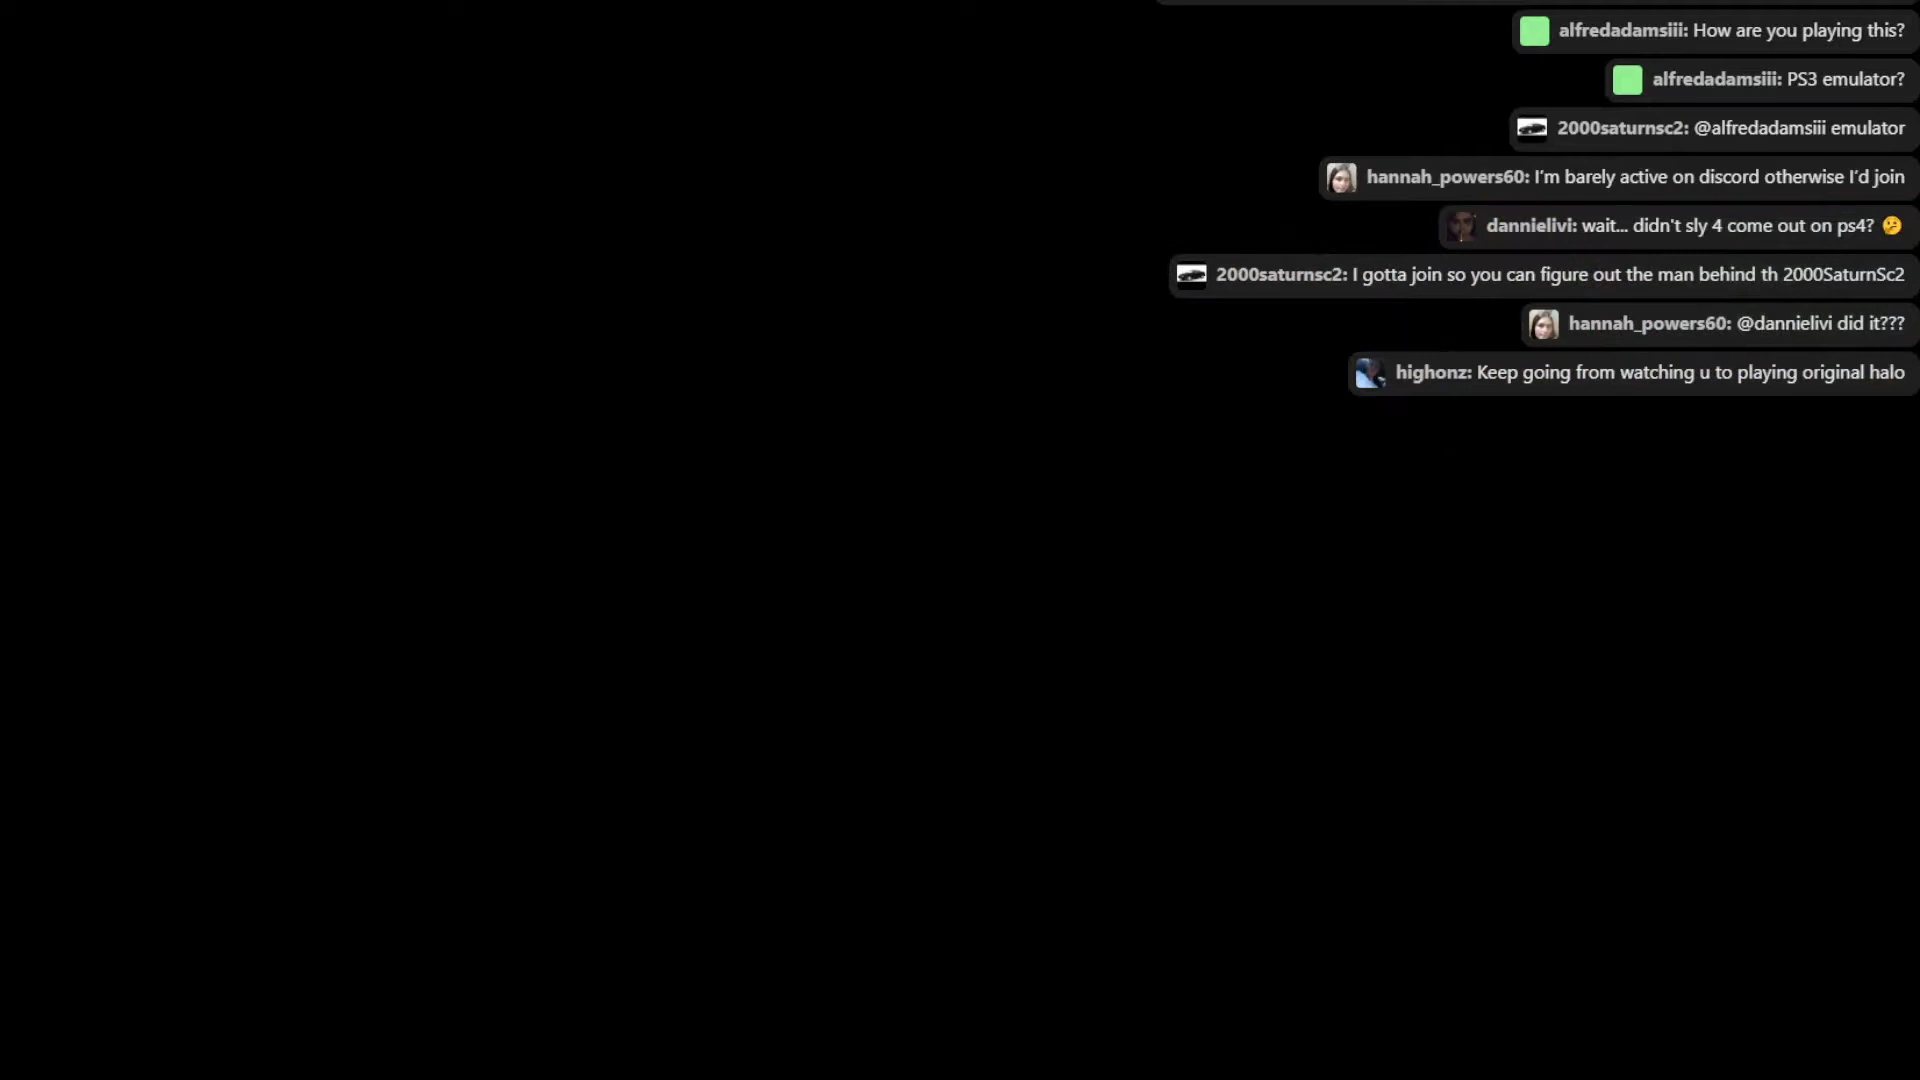 alfredadamsiii: How are you playing this?
alfredadamsiii: PS3 emulator?
2000saturnsc2: @alfredadamsiii emulator
hannah_powers60: I'm barely active on discord otherwise I'd join
dannielivi: wait... didn't sly 4 come out on ps4? 🤔
2000saturnsc2: I gotta join so you can figure out the man behind th 2000SaturnSc2
hannah_powers60: @dannielivi did it???
highonz: Keep going from watching u to playing original halo